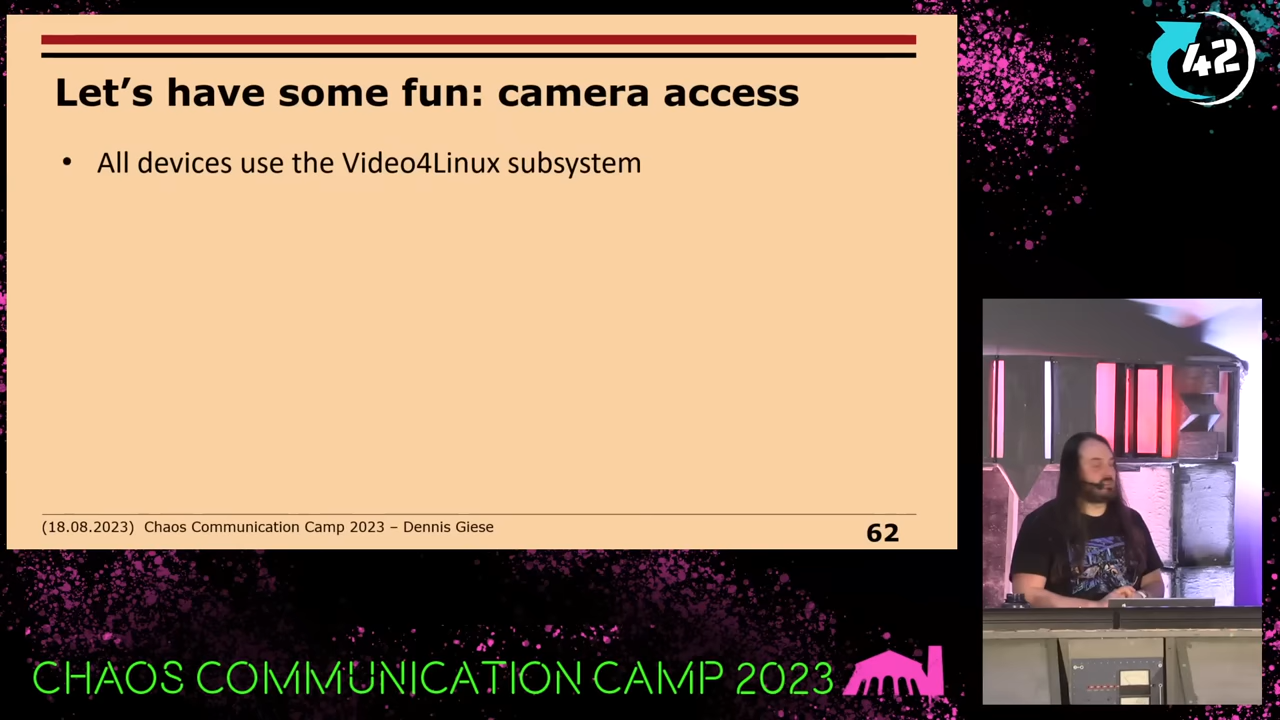 Let's have some fun: camera access
• All devices use the Video4Linux subsystem
(18.08.2023) Chaos Communication Camp 2023 – Dennis Giese
62
42
CHAOS COMMUNICATION CAMP 2023